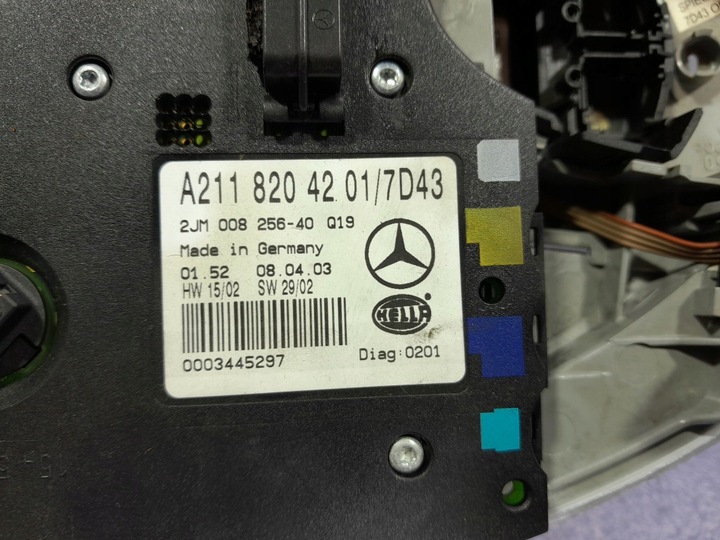 A211 820 42 01/7D43
2JM 008 256-40 Q19
Made in Germany
01.52 08.04.03
HW 15/02 SW 29/02
HELLA
0003445297
Diag:0201
7D43